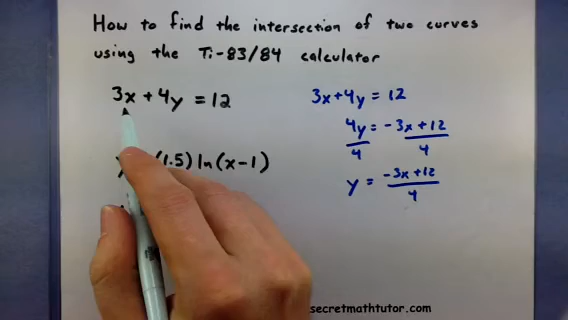 How to find the intersection of two curves
using the Ti-83/84 calculator
3x + 4y = 12
(1.5) ln(x-1)
3x+4y = 12
4y = -3x+12
4 4
y = -3x+12
4
secretmathtutor.com